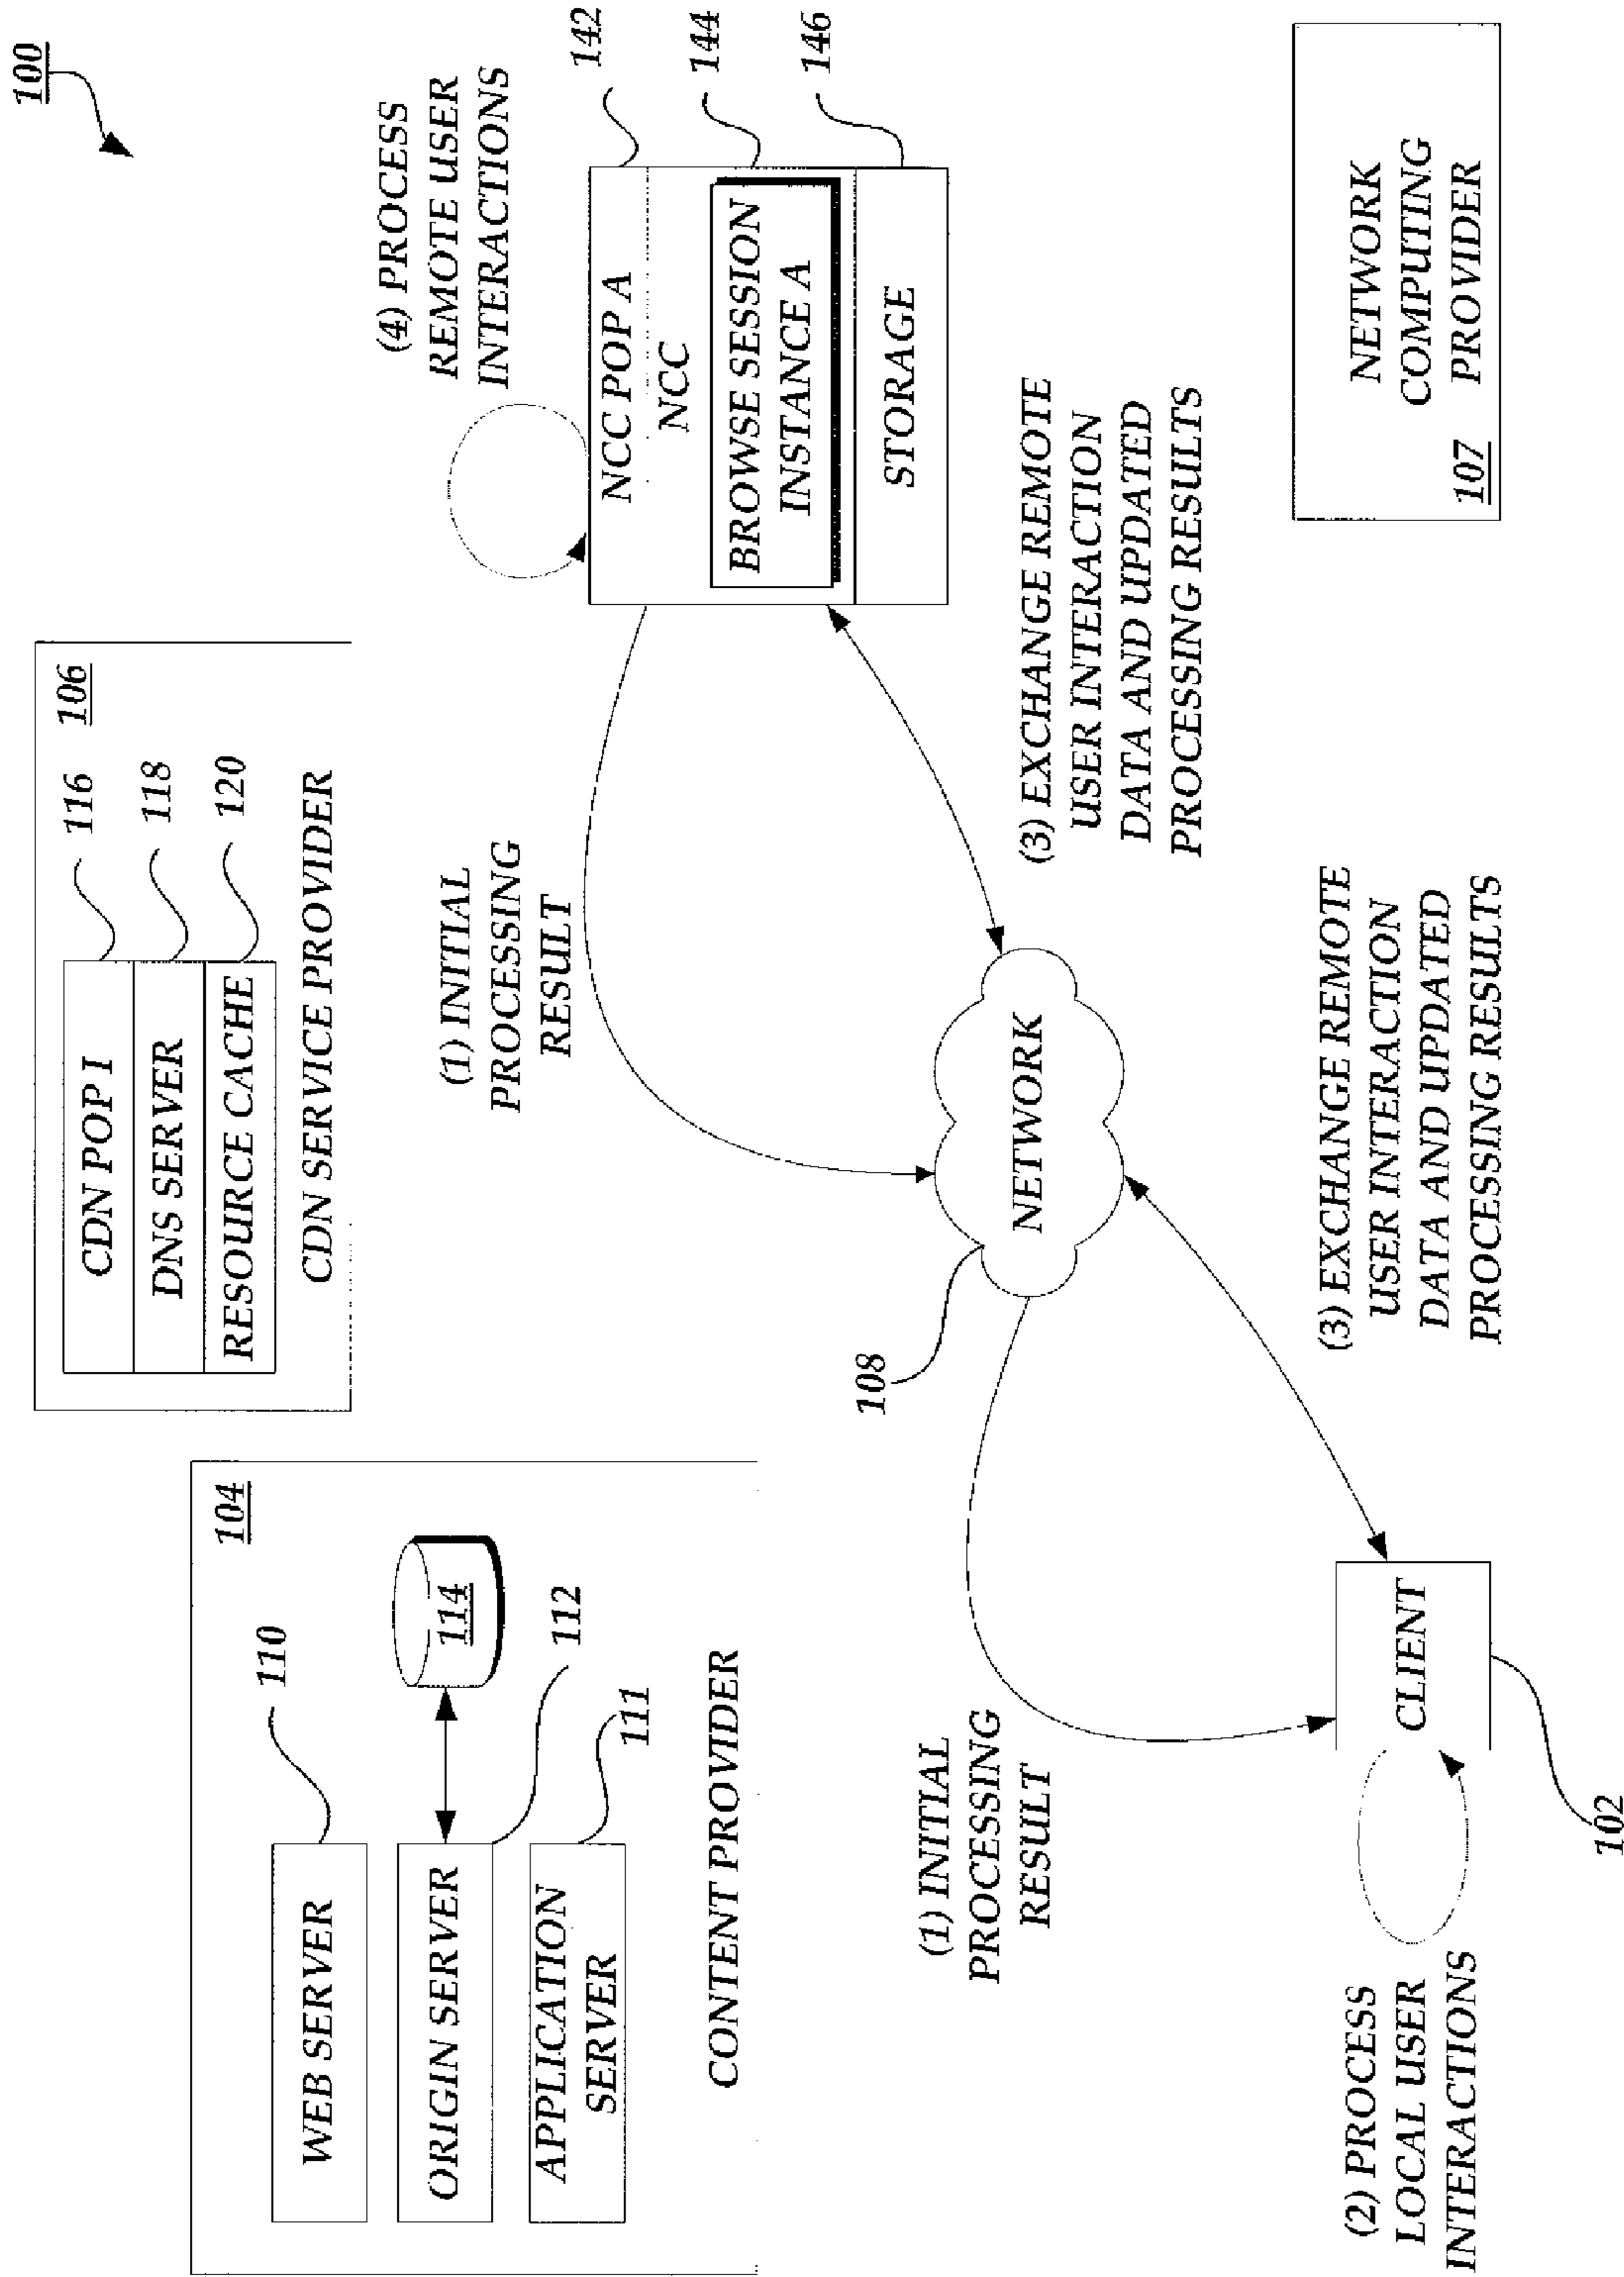 100
104
WEB SERVER
110
ORIGIN SERVER
114
112
APPLICATION
SERVER
111
CONTENT PROVIDER
106
CDN POP I
116
DNS SERVER
118
RESOURCE CACHE
120
CDN SERVICE PROVIDER
(4) PROCESS
REMOTE USER
INTERACTIONS
NCC POP A
142
NCC
144
BROWSE SESSION
INSTANCE A
STORAGE
146
(1) INITIAL
PROCESSING
RESULT
108
NETWORK
(3) EXCHANGE REMOTE
USER INTERACTION
DATA AND UPDATED
PROCESSING RESULTS
(1) INITIAL
PROCESSING
RESULT
(2) PROCESS
LOCAL USER
INTERACTIONS
CLIENT
102
(3) EXCHANGE REMOTE
USER INTERACTION
DATA AND UPDATED
PROCESSING RESULTS
NETWORK
COMPUTING
PROVIDER
107